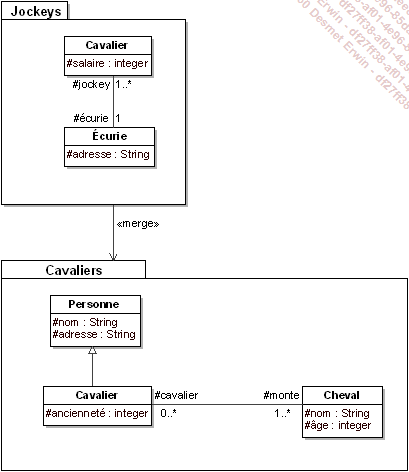 Jockeys
Cavalier
#salaire : integer
#jockey 1..*
#écurie 1
Écurie
#adresse : String
«merge»
Cavaliers
Personne
#nom : String
#adresse : String
Cavalier
#ancienneté : integer
#cavalier #monte
0..* 1..*
Cheval
#nom : String
#âge : integer